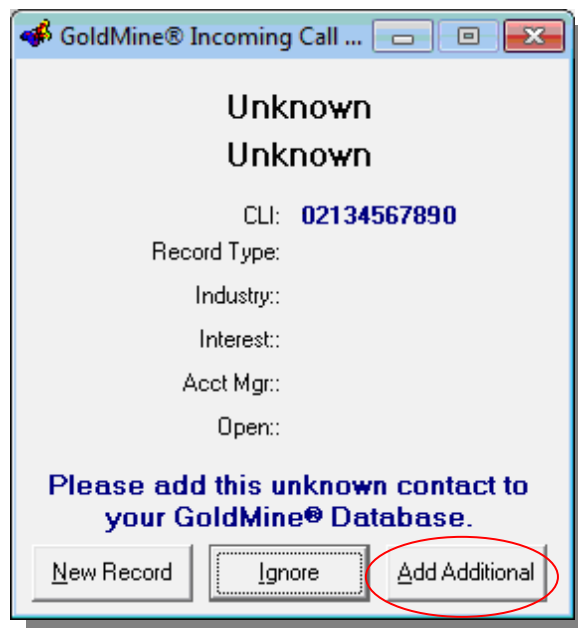 GoldMine® Incoming Call ...
Unknown
Unknown
CLI: 02134567890
Record Type:
Industry::
Interest::
Acct Mgr::
Open::
Please add this unknown contact to
your GoldMine® Database.
New Record Ignore Add Additional